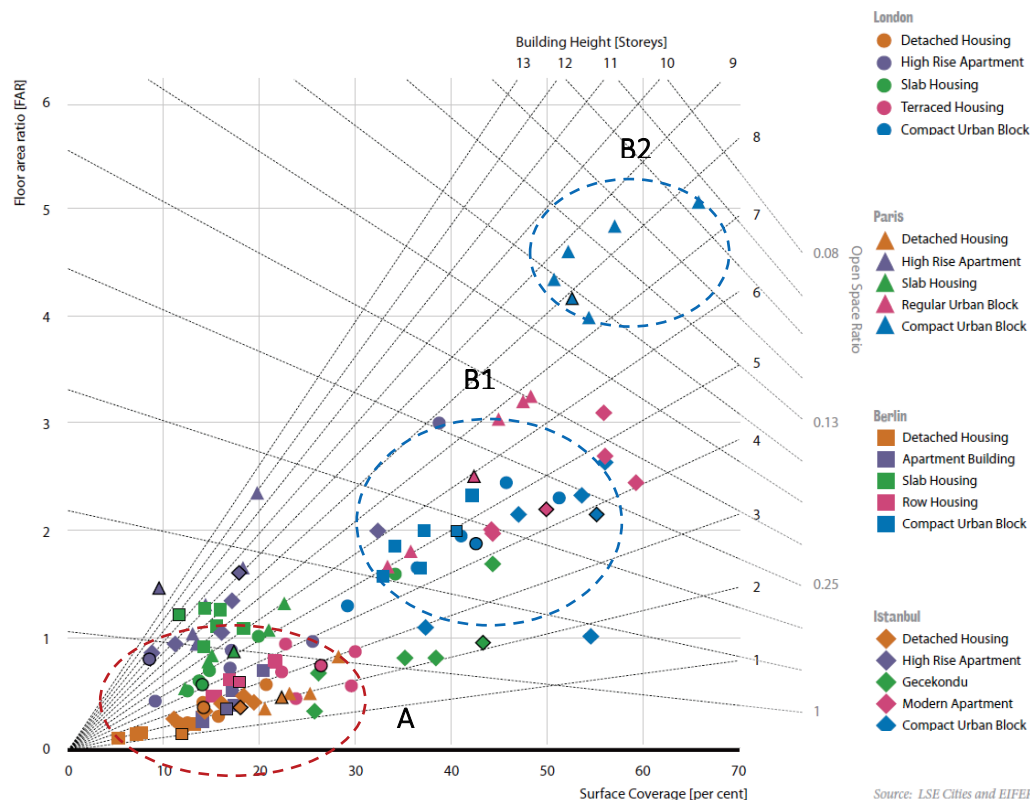 Building Height [Storeys]
13 12 11 10 9
Floor area ratio [FAR]
6
5
4
3
2
1
0
0 10 20 30 40 50 60 70
Surface Coverage [per cent]
8
7
6
5
4
3
2
1
0.08
0.13
0.25
1
Open Space Ratio
B2
B1
A
London
Detached Housing
High Rise Apartment
Slab Housing
Terraced Housing
Compact Urban Block
Paris
Detached Housing
High Rise Apartment
Slab Housing
Regular Urban Block
Compact Urban Block
Berlin
Detached Housing
Apartment Building
Slab Housing
Row Housing
Compact Urban Block
Istanbul
Detached Housing
High Rise Apartment
Gecekondu
Modern Apartment
Compact Urban Block
Source: LSE Cities and EIFEI